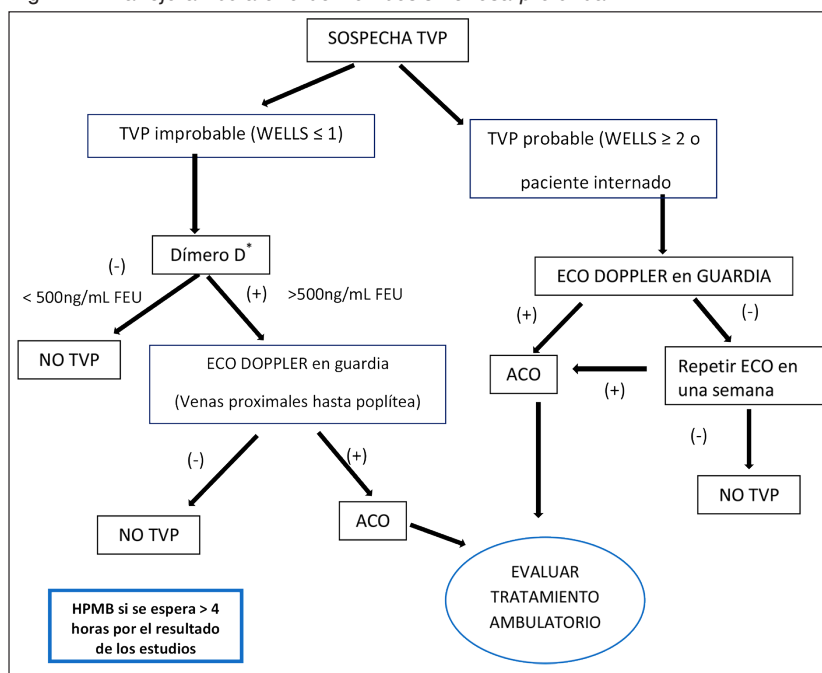 SOSPECHA TVP
TVP improbable (WELLS ≤ 1)
TVP probable (WELLS ≥ 2 o
paciente internado
Dímero D*
(-)
< 500ng/mL FEU
(+)
>500ng/mL FEU
ECO DOPPLER en GUARDIA
(+)
(-)
NO TVP
ECO DOPPLER en guardia
(Venas proximales hasta poplítea)
ACO
(+)
Repetir ECO en
una semana
(-)
(+)
(-)
NO TVP
NO TVP
ACO
EVALUAR
TRATAMIENTO
AMBULATORIO
HPMB si se espera > 4
horas por el resultado
de los estudios